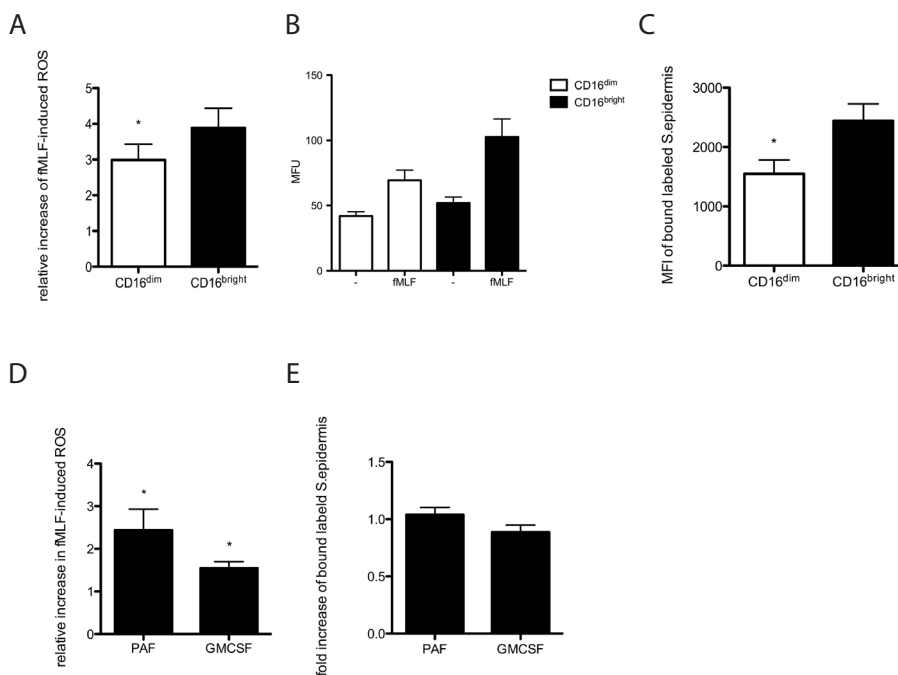 A
relative increase of fMLF-induced ROS
5
4
3
2
1
0
*
CD16dim
CD16bright
B
MFU
150
100
50
0
-
fMLF
-
fMLF
CD16dim
CD16bright
C
MFI of bound labeled S.epidermis
3000
2000
1000
0
*
CD16dim
CD16bright
D
relative increase in fMLF-induced ROS
4
3
2
1
0
*
*
PAF
GMCSF
E
fold increase of bound labeld S.epidermis
1.5
1.0
0.5
0.0
PAF
GMCSF